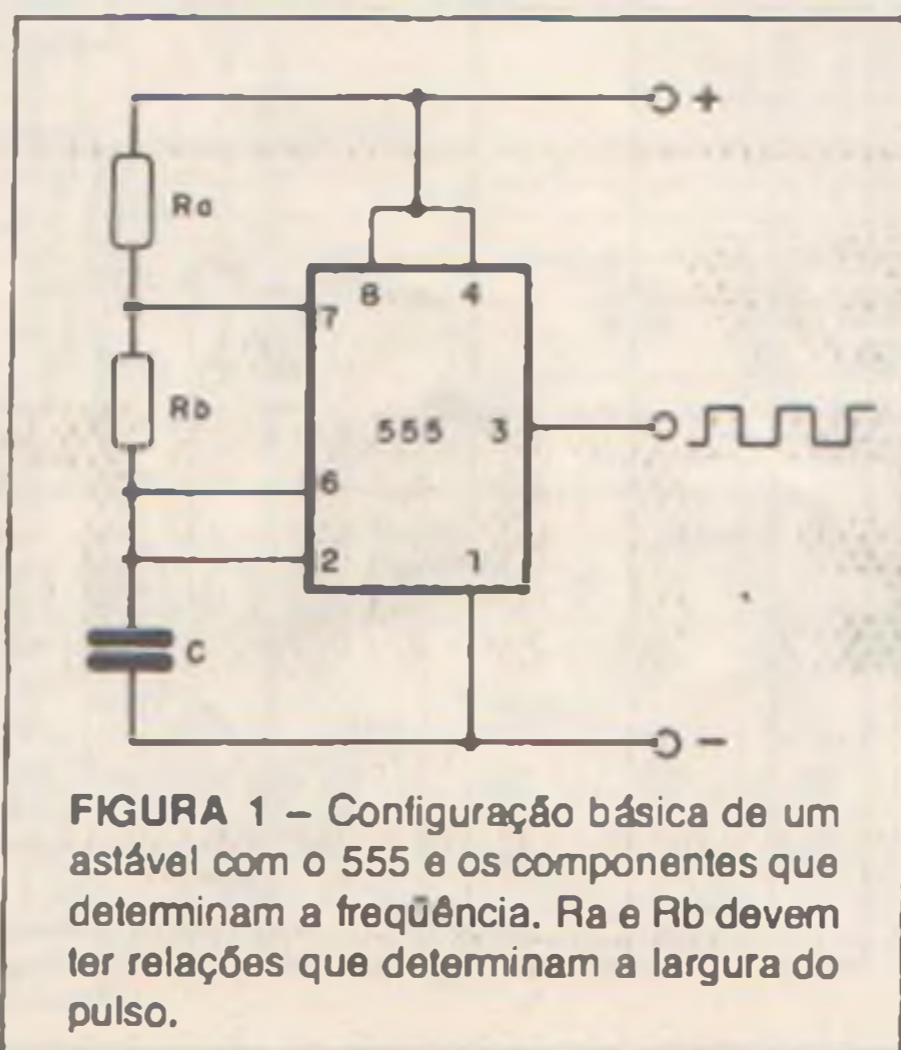 +
Ra
8 4
7
Rb
555 3
6
2 1
C
–
FIGURA 1 – Configuração básica de um
astável com o 555 e os componentes que
determinam a freqüência. Ra e Rb devem
ter relações que determinam a largura do
pulso.